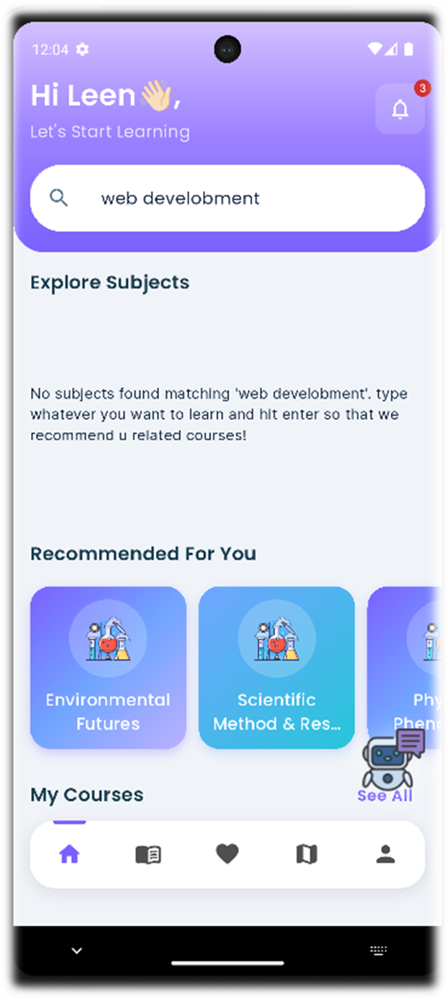 12:04
Hi Leen👋,
3
Let's Start Learning
web develobment
Explore Subjects
No subjects found matching 'web develobment'. type
whatever you want to learn and hit enter so that we
recommend u related courses!
Recommended For You
Environmental
Futures
Scientific
Method & Res...
Phy
Phen
My Courses
See All